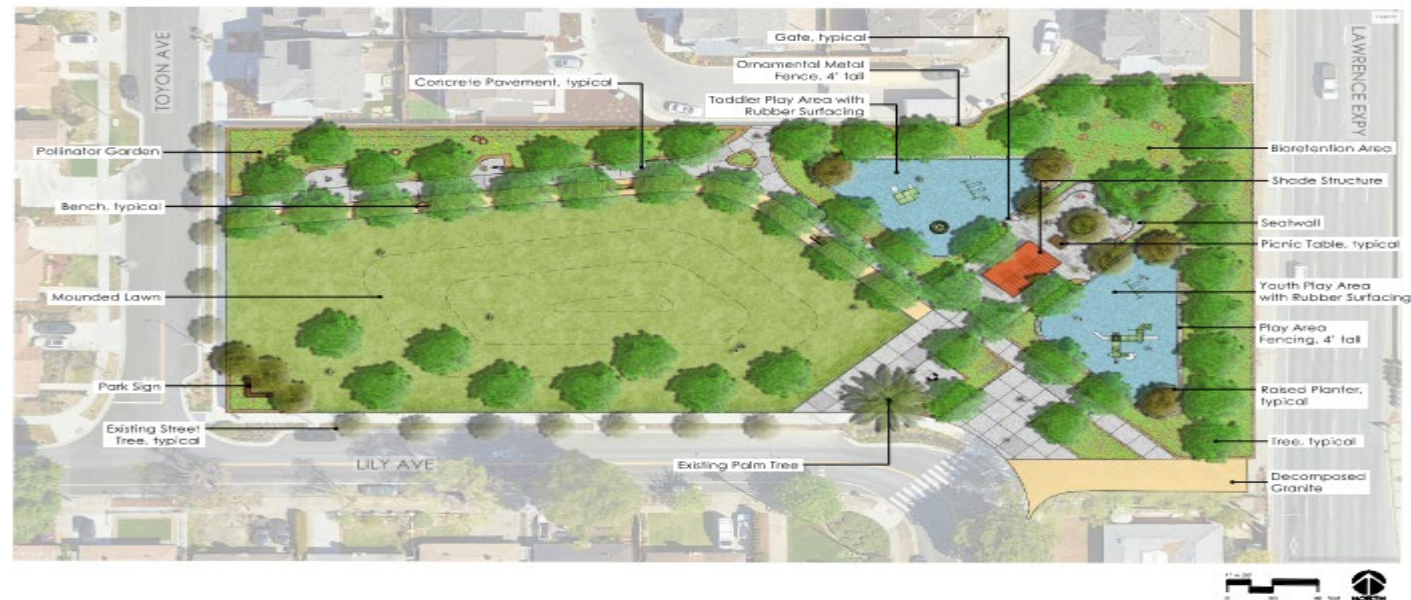 TOYON AVE
LAWRENCE EXPY
Gate, typical
Ornamental Metal
Fence, 4' tall
Concrete Pavement, typical
Toddler Play Area with
Rubber Surfacing
Pollinator Garden
Bioretention Area
Shade Structure
Bench, typical
Seatwall
Picnic Table, typical
Mounded Lawn
Youth Play Area
with Rubber Surfacing
Play Area
Fencing, 4' tall
Park Sign
Raised Planter,
typical
Existing Street
Tree, typical
Tree, typical
LILY AVE
Existing Palm Tree
Decomposed
Granite
NORTH